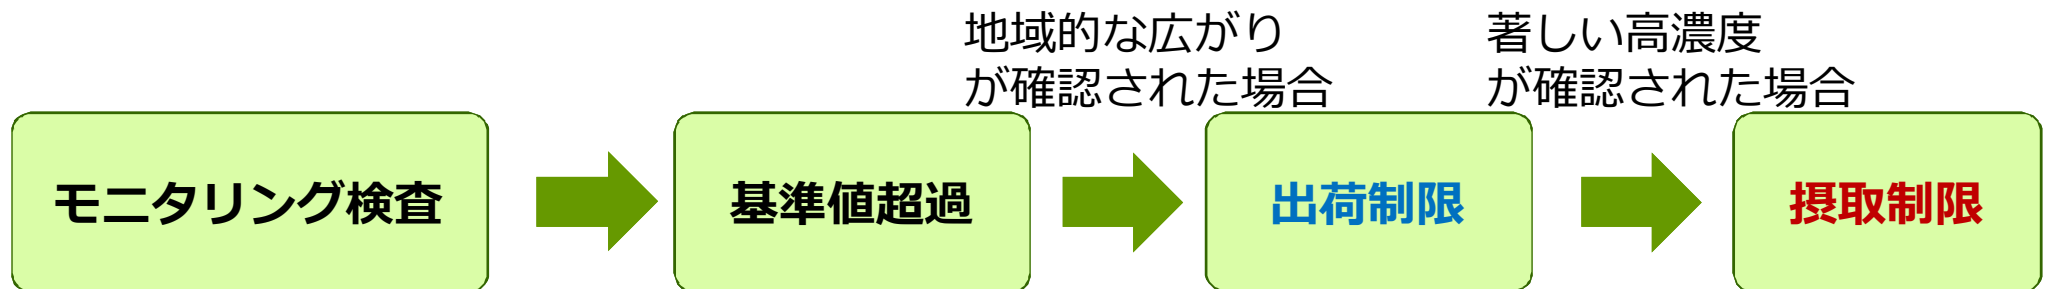 地域的な広がり
が確認された場合
著しい高濃度
が確認された場合
モニタリング検査
基準値超過
出荷制限
摂取制限